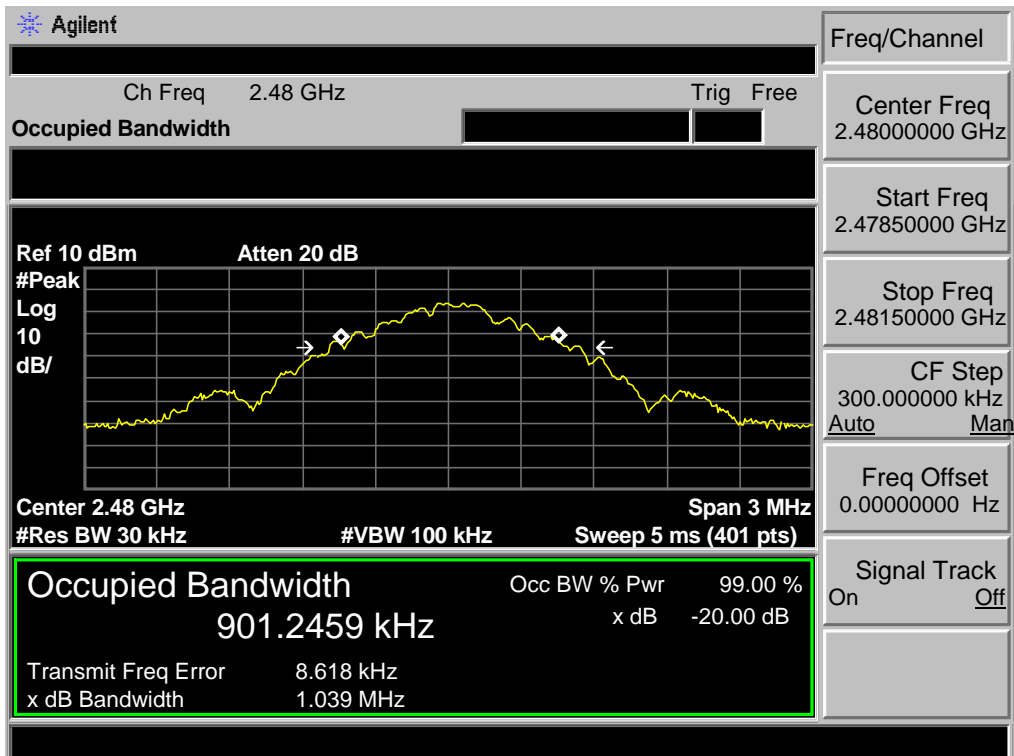 Agilent
Freq/Channel
Ch Freq 2.48 GHz Trig Free
Occupied Bandwidth
Center Freq
2.48000000 GHz
Start Freq
2.47850000 GHz
Stop Freq
2.48150000 GHz
CF Step
300.000000 kHz
Auto Man
Freq Offset
0.00000000 Hz
Signal Track
On Off
Ref 10 dBm Atten 20 dB
#Peak
Log
10
dB/
Center 2.48 GHz Span 3 MHz
#Res BW 30 kHz #VBW 100 kHz Sweep 5 ms (401 pts)
Occupied Bandwidth Occ BW % Pwr 99.00 %
901.2459 kHz x dB -20.00 dB
Transmit Freq Error 8.618 kHz
x dB Bandwidth 1.039 MHz